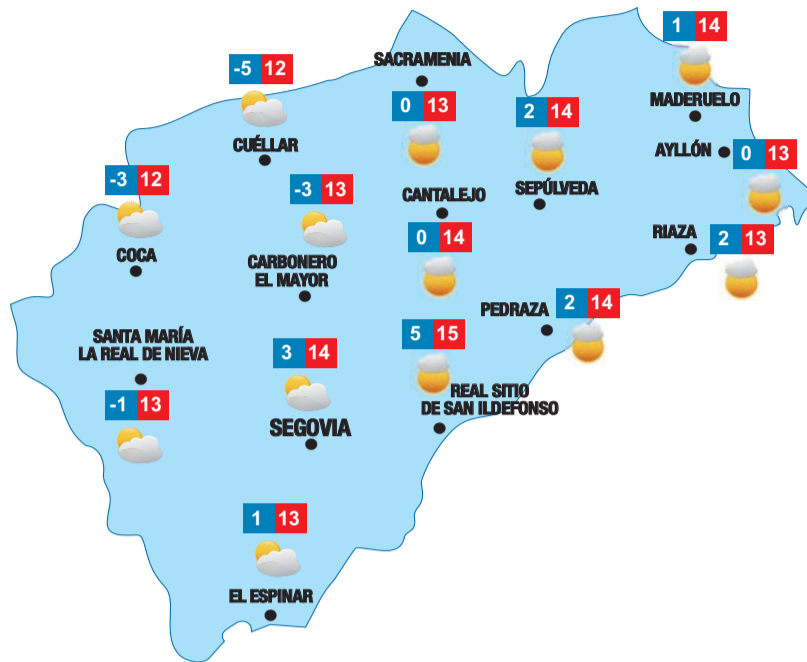 1 14
MADERUELO
SACRAMENIA
0 13
-5 12
CUÉLLAR
2 14
SEPÚLVEDA
AYLLÓN
0 13
-3 12
COCA
-3 13
CARBONERO
EL MAYOR
CANTALEJO
0 14
RIAZA
2 13
PEDRAZA
2 14
SANTA MARÍA
LA REAL DE NIEVA
-1 13
3 14
SEGOVIA
5 15
REAL SITIO
DE SAN ILDEFONSO
1 13
EL ESPINAR